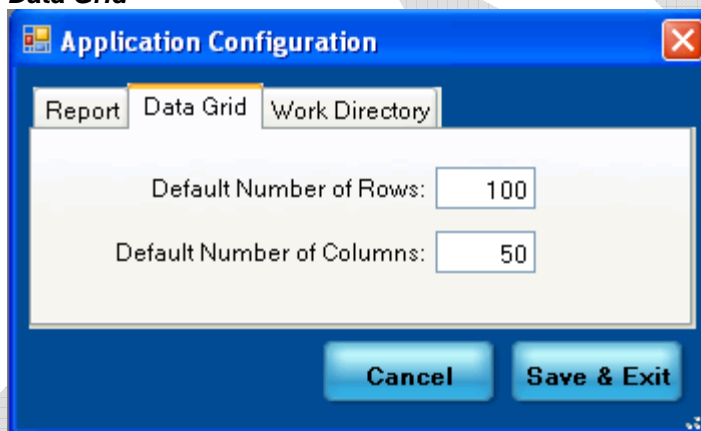 Data Grid
Application Configuration
Report Data Grid Work Directory
Default Number of Rows: 100
Default Number of Columns: 50
Cancel Save & Exit